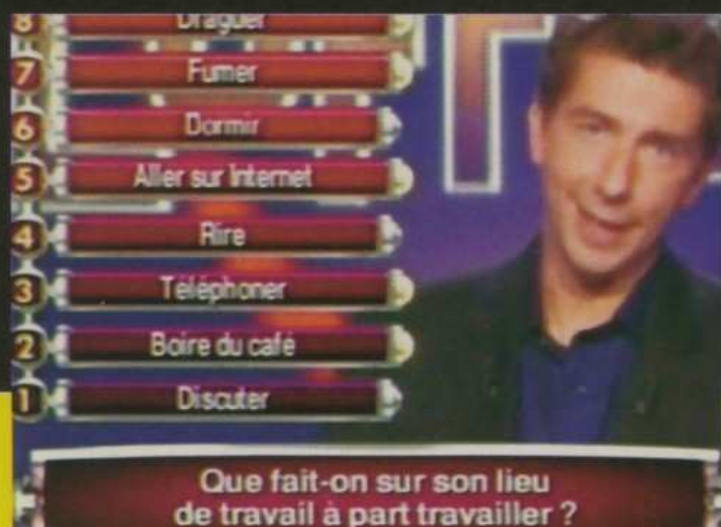 8 Draguer
7 Fumer
6 Dormir
5 Aller sur Internet
4 Rire
3 Téléphoner
2 Boire du café
1 Discuter
Que fait-on sur son lieu
de travail à part travailler ?